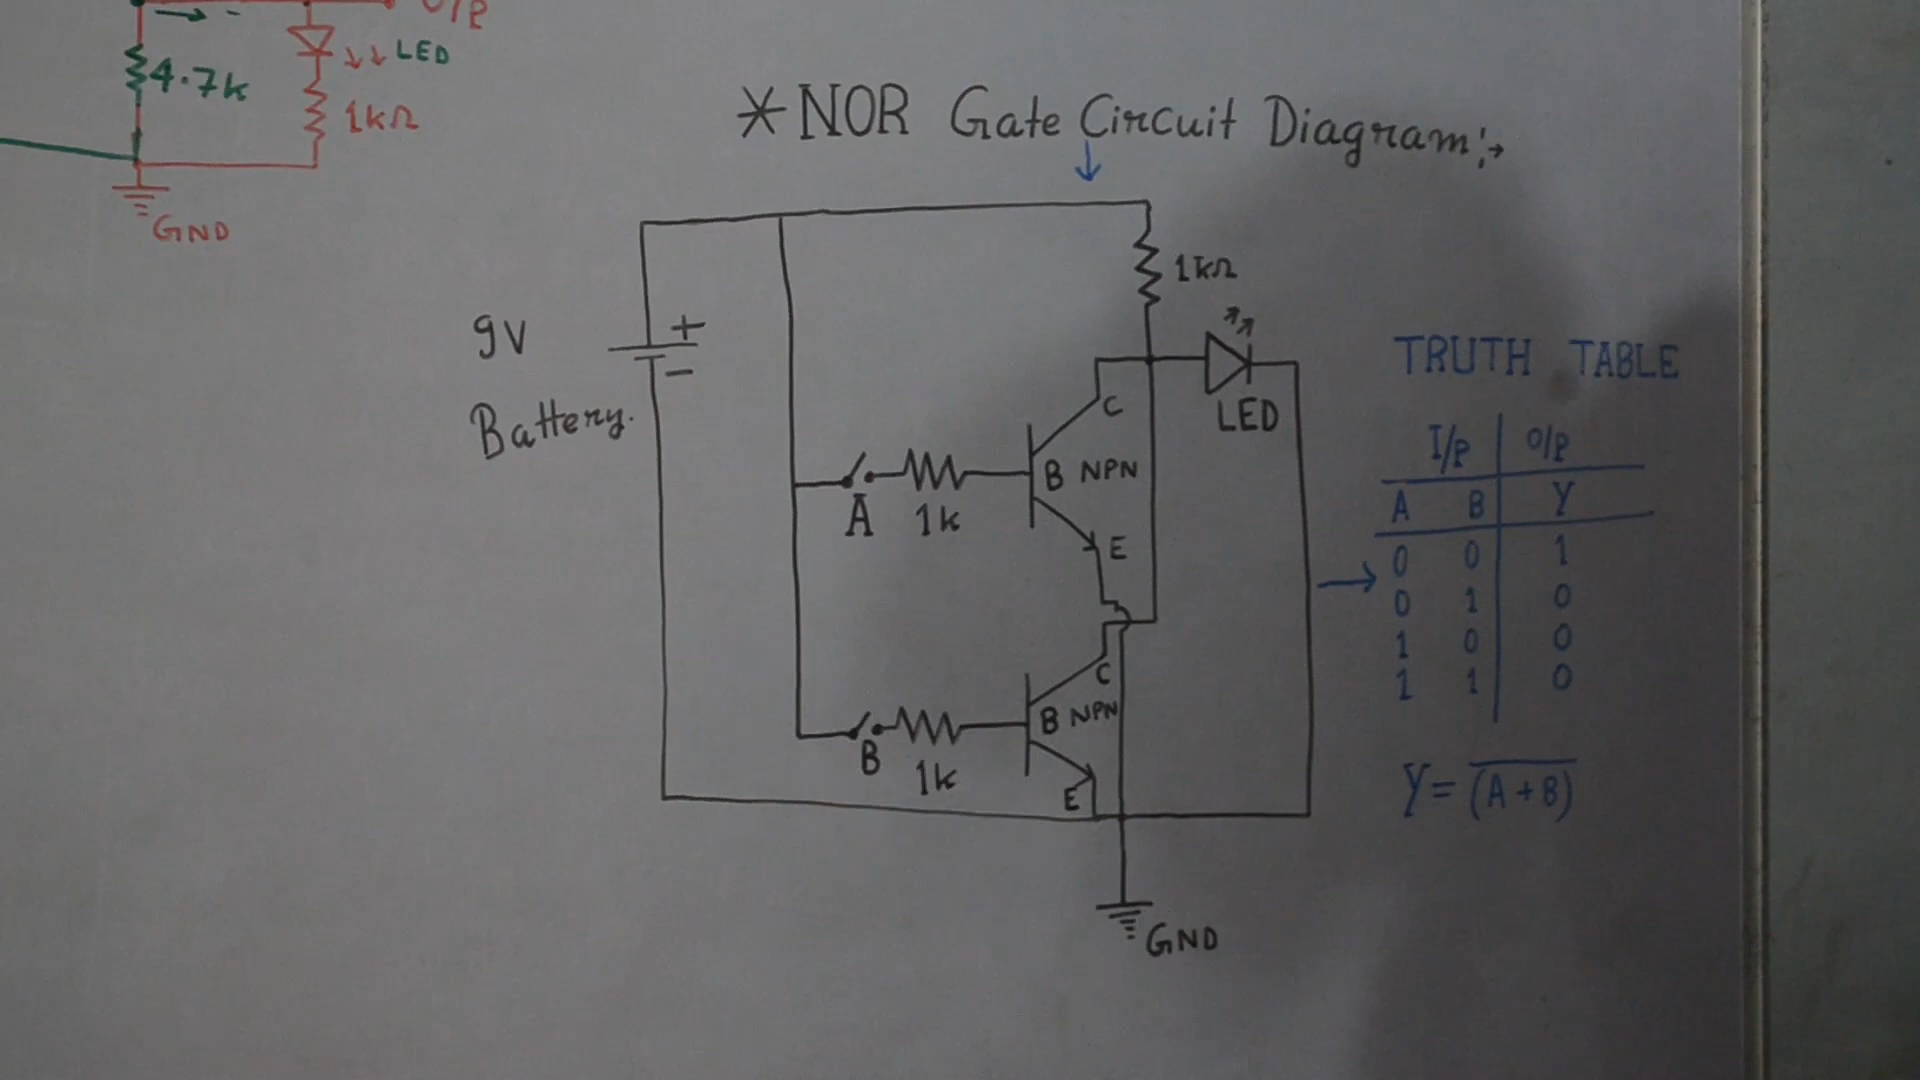 O/P
LED
4.7k
1kΩ
GND
* NOR Gate Circuit Diagram:→
1kΩ
9V
Battery.
+
−
C
LED
B NPN
A
1k
E
C
B NPN
B
1k
E
GND
TRUTH TABLE
I/P O/P
A B Y
0 0 1
0 1 0
1 0 0
1 1 0
Y = \overline{(A + B)}